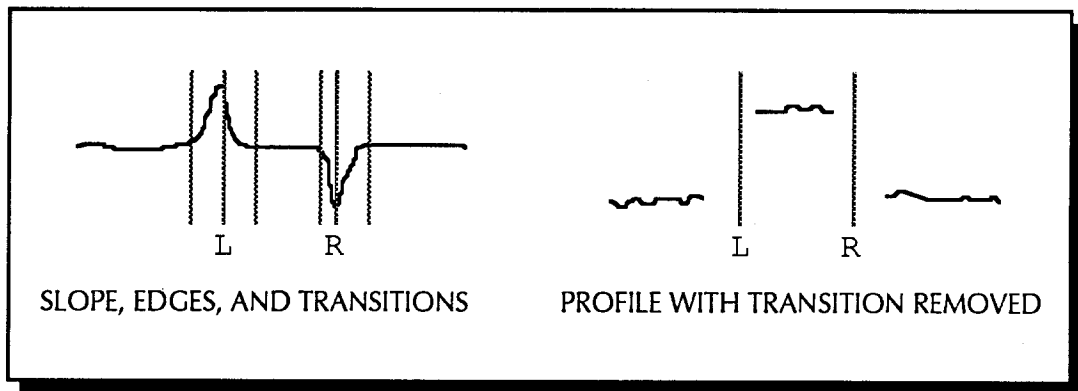 L R
SLOPE, EDGES, AND TRANSITIONS
L R
PROFILE WITH TRANSITION REMOVED